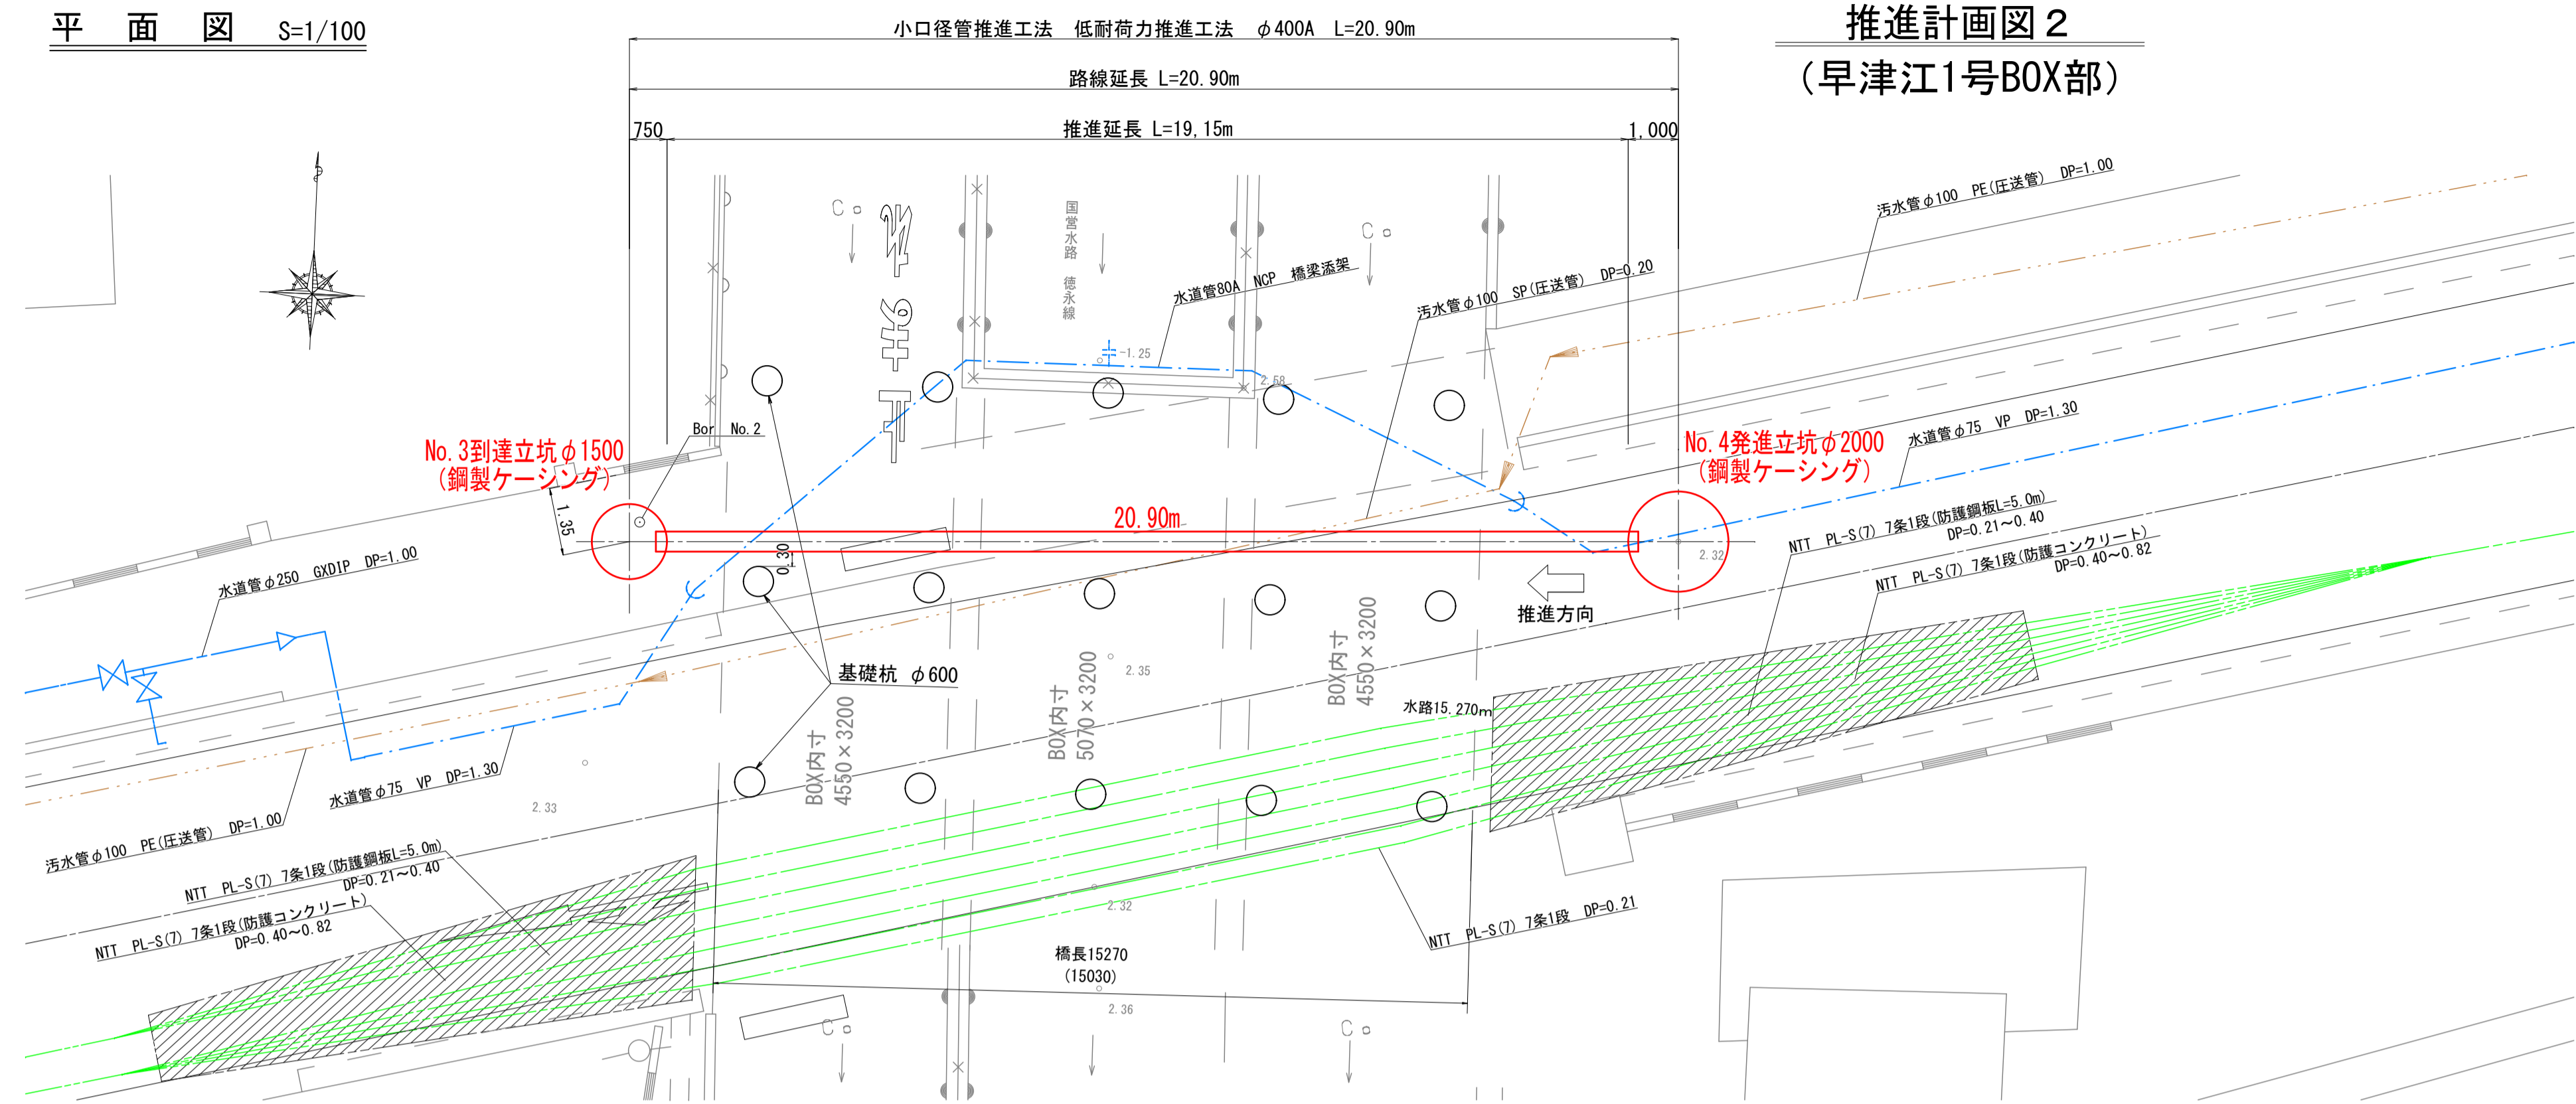 平 面 図 S=1/100
推進計画図2
(早津江1号BOX部)
小口径管推進工法 低耐荷力推進工法 φ400A L=20.90m
路線延長 L=20.90m
750
推進延長 L=19,15m
1,000
汚水管φ100 PE(圧送管) DP=1.00
国営水路 徳永線
水道管80A NCP 橋梁添架
汚水管φ100 SP(圧送管) DP=0.20
-1.25
2.58
Bor No.2
No.3到達立坑φ1500
(鋼製ケーシング)
No.4発進立坑φ2000
(鋼製ケーシング)
水道管φ75 VP DP=1.30
1.35
20.90m
0.30
2.32
NTT PL-S(7) 7条1段(防護鋼板L=5.0m)
DP=0.21~0.40
NTT PL-S(7) 7条1段(防護コンクリート)
DP=0.40~0.82
水道管φ250 GXDIP DP=1.00
推進方向
基礎杭 φ600
BOX内寸
4550×3200
BOX内寸
5070×3200
BOX内寸
4550×3200
2.35
水路15.270m
水道管φ75 VP DP=1.30
2.33
汚水管φ100 PE(圧送管) DP=1.00
NTT PL-S(7) 7条1段(防護鋼板L=5.0m)
DP=0.21~0.40
NTT PL-S(7) 7条1段(防護コンクリート)
DP=0.40~0.82
2.32
NTT PL-S(7) 7条1段 DP=0.21
橋長15270
(15030)
2.36